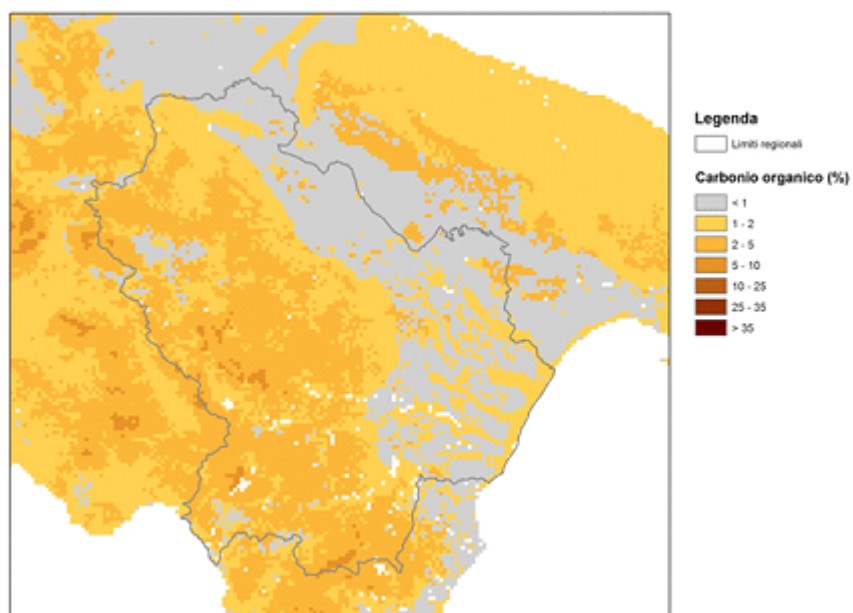 Legenda
Limiti regionali
Carbonio organico (%)
< 1
1 - 2
2 - 5
5 - 10
10 - 25
25 - 35
> 35